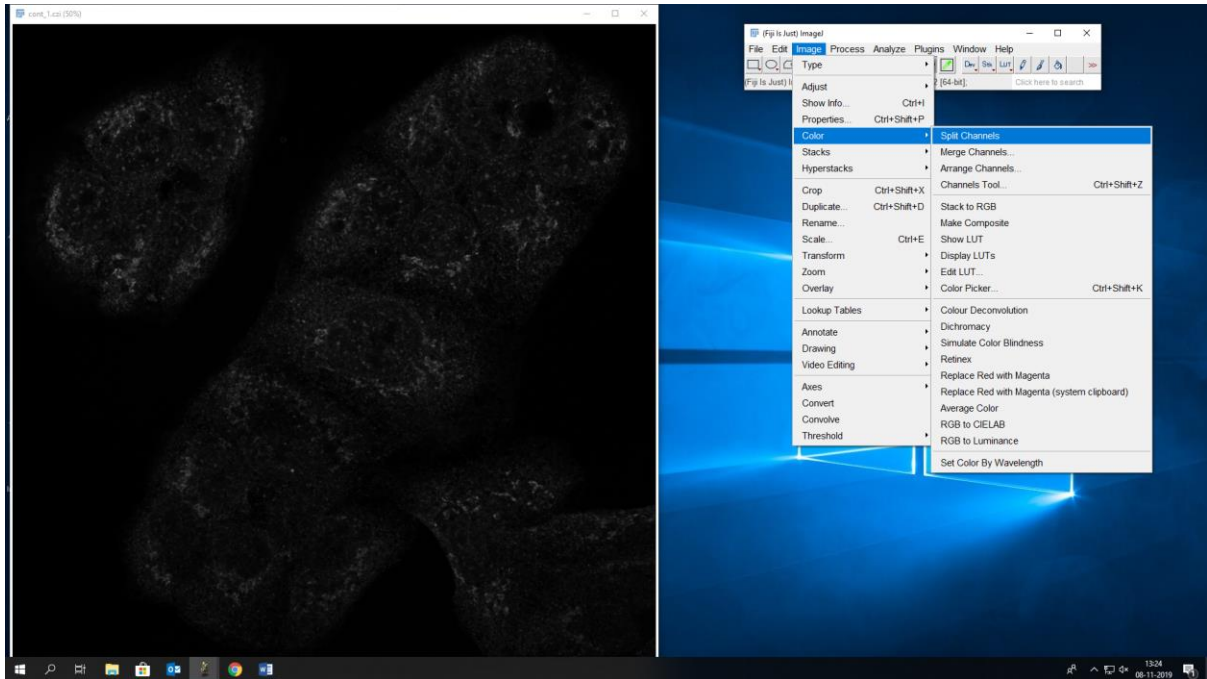 cont_1.czi (50%)
(Fiji Is Just) ImageJ
File Edit Image Process Analyze Plugins Window Help
Dev Stk LUT
(Fiji Is Just) I
2 [64-bit];
Click here to search
Type
Adjust
Show Info... Ctrl+I
Properties... Ctrl+Shift+P
Color
Stacks
Hyperstacks
Crop Ctrl+Shift+X
Duplicate... Ctrl+Shift+D
Rename...
Scale... Ctrl+E
Transform
Zoom
Overlay
Lookup Tables
Annotate
Drawing
Video Editing
Axes
Convert
Convolve
Threshold
Split Channels
Merge Channels...
Arrange Channels...
Channels Tool... Ctrl+Shift+Z
Stack to RGB
Make Composite
Show LUT
Display LUTs
Edit LUT...
Color Picker... Ctrl+Shift+K
Colour Deconvolution
Dichromacy
Simulate Color Blindness
Retinex
Replace Red with Magenta
Replace Red with Magenta (system clipboard)
Average Color
RGB to CIELAB
RGB to Luminance
Set Color By Wavelength
13:24
08-11-2019